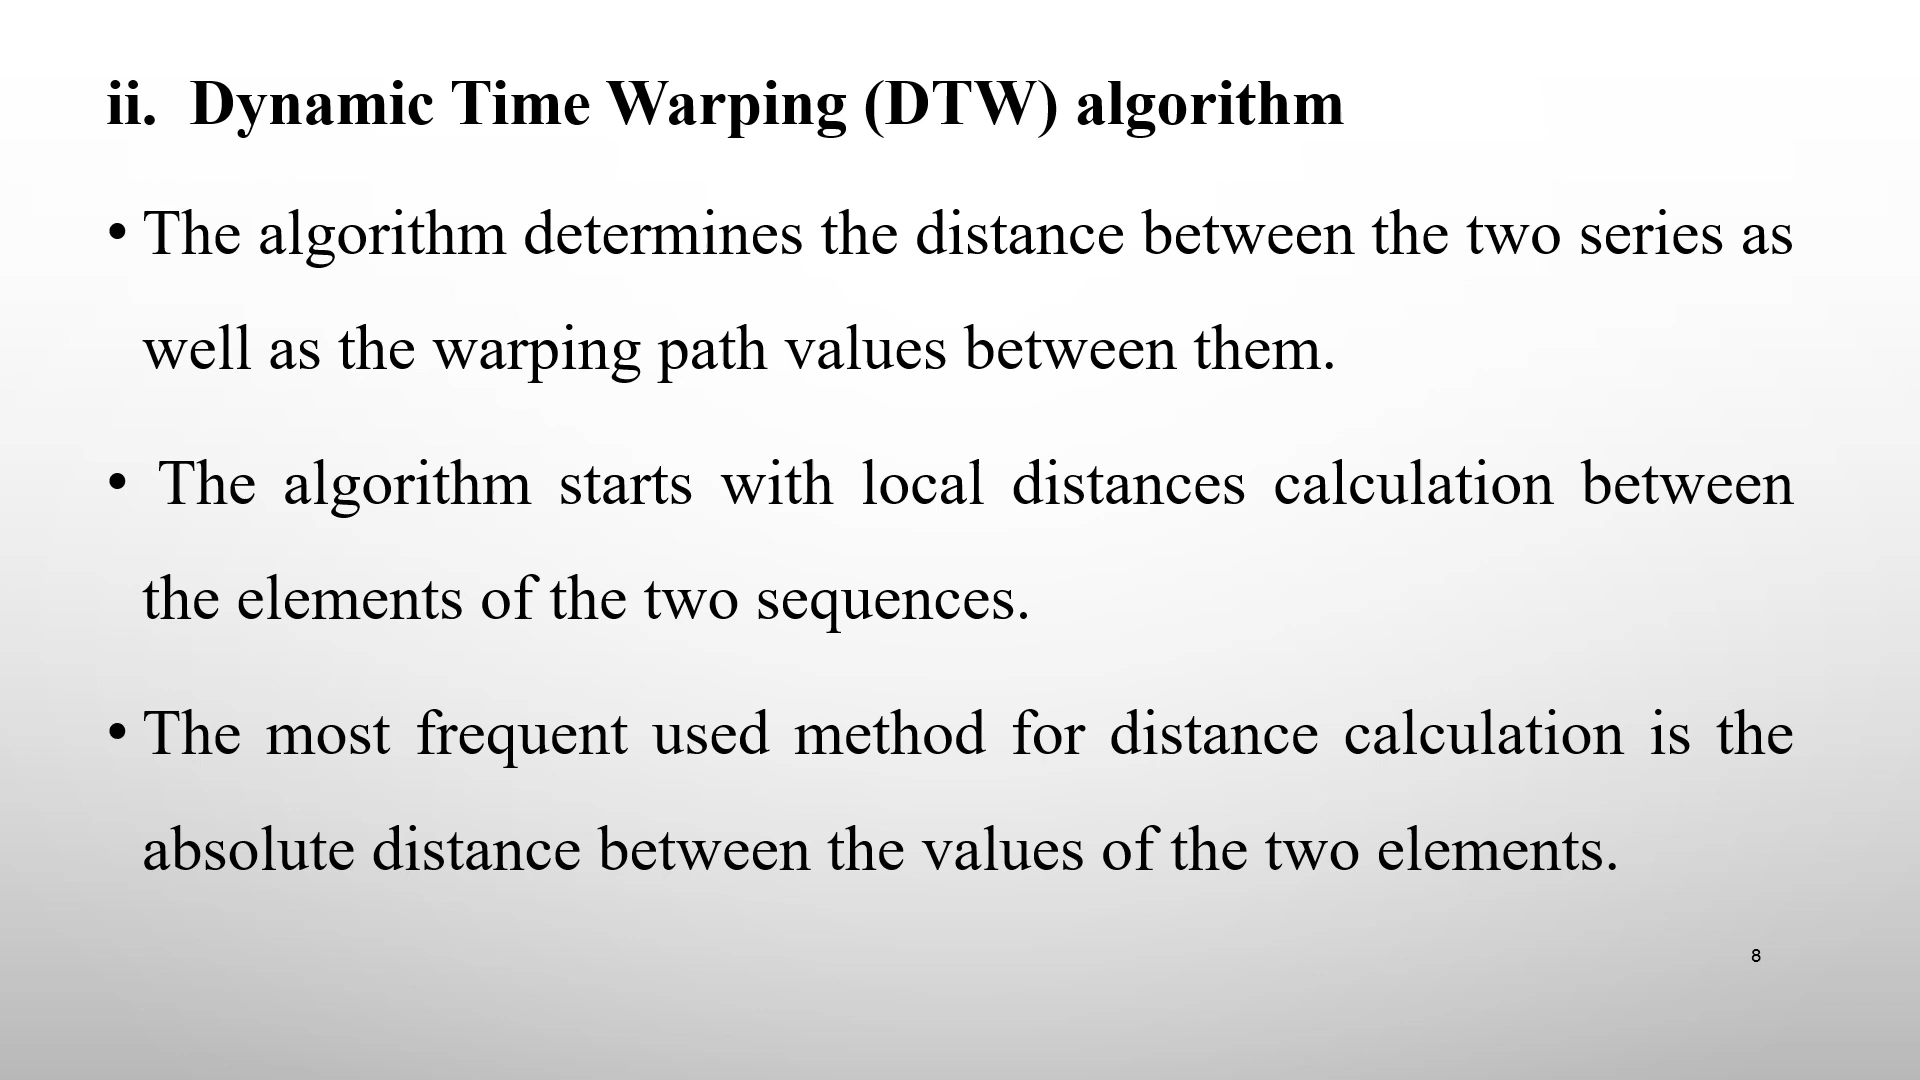 ii. Dynamic Time Warping (DTW) algorithm
• The algorithm determines the distance between the two series as
well as the warping path values between them.
• The algorithm starts with local distances calculation between
the elements of the two sequences.
• The most frequent used method for distance calculation is the
absolute distance between the values of the two elements.
8